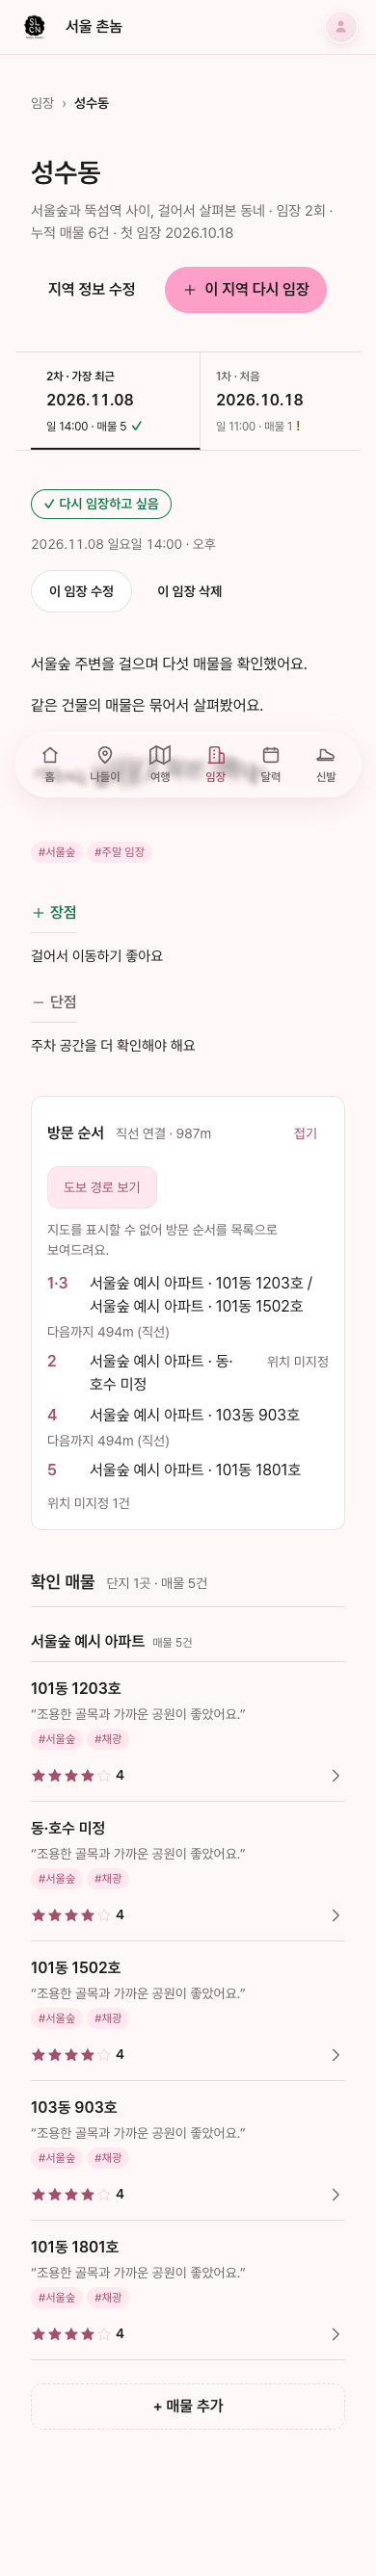 SL
CN
서울 촌놈
임장 › 성수동
성수동
서울숲과 뚝섬역 사이, 걸어서 살펴본 동네 · 임장 2회 ·
누적 매물 6건 · 첫 임장 2026.10.18
지역 정보 수정
+ 이 지역 다시 임장
2차 · 가장 최근
2026.11.08
일 14:00 · 매물 5 ✓
1차 · 처음
2026.10.18
일 11:00 · 매물 1 !
✓ 다시 임장하고 싶음
2026.11.08 일요일 14:00 · 오후
이 임장 수정
이 임장 삭제
서울숲 주변을 걸으며 다섯 매물을 확인했어요.
같은 건물의 매물은 묶어서 살펴봤어요.
홈
나들이
여행
임장
달력
신발
#서울숲 #주말 임장
+ 장점
걸어서 이동하기 좋아요
− 단점
주차 공간을 더 확인해야 해요
방문 순서 직선 연결 · 987m 접기
도보 경로 보기
지도를 표시할 수 없어 방문 순서를 목록으로
보여드려요.
1·3 서울숲 예시 아파트 · 101동 1203호 /
서울숲 예시 아파트 · 101동 1502호
다음까지 494m (직선)
2 서울숲 예시 아파트 · 동· 위치 미지정
호수 미정
4 서울숲 예시 아파트 · 103동 903호
다음까지 494m (직선)
5 서울숲 예시 아파트 · 101동 1801호
위치 미지정 1건
확인 매물 단지 1곳 · 매물 5건
서울숲 예시 아파트 매물 5건
101동 1203호
“조용한 골목과 가까운 공원이 좋았어요.”
#서울숲 #채광
★★★★☆ 4
동·호수 미정
“조용한 골목과 가까운 공원이 좋았어요.”
#서울숲 #채광
★★★★☆ 4
101동 1502호
“조용한 골목과 가까운 공원이 좋았어요.”
#서울숲 #채광
★★★★☆ 4
103동 903호
“조용한 골목과 가까운 공원이 좋았어요.”
#서울숲 #채광
★★★★☆ 4
101동 1801호
“조용한 골목과 가까운 공원이 좋았어요.”
#서울숲 #채광
★★★★☆ 4
+ 매물 추가